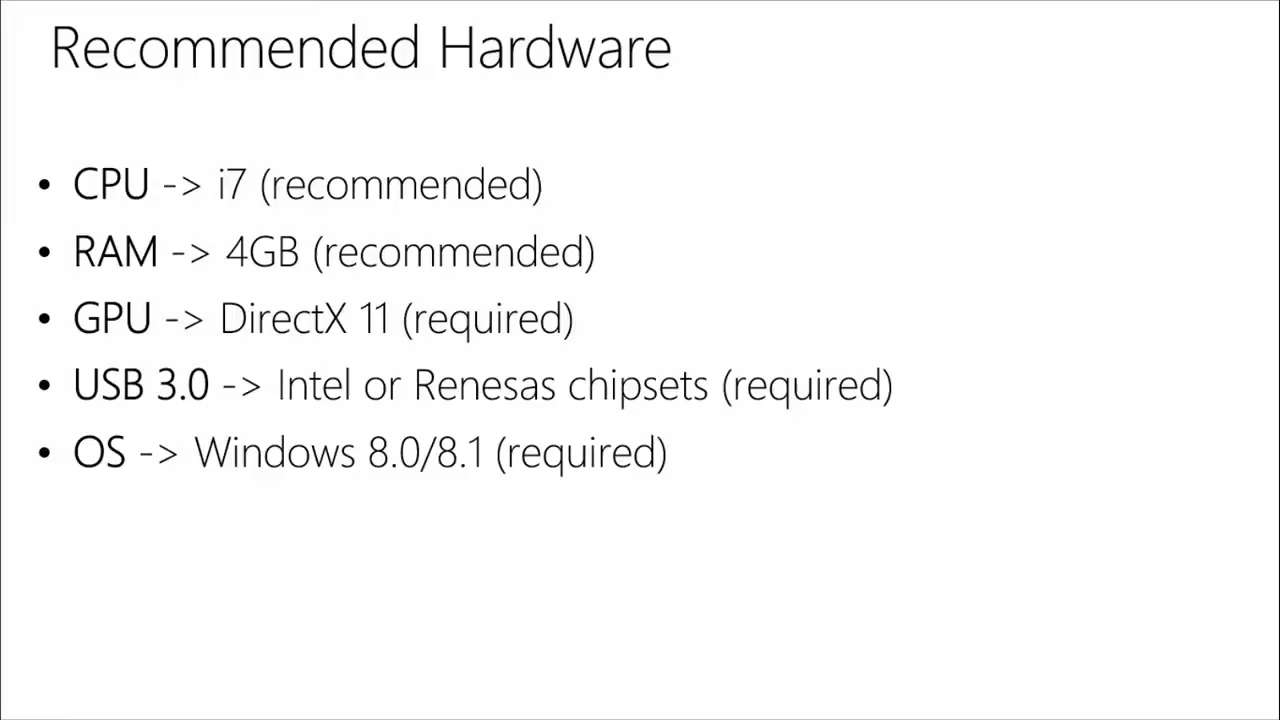 Recommended Hardware
• CPU -> i7 (recommended)
• RAM -> 4GB (recommended)
• GPU -> DirectX 11 (required)
• USB 3.0 -> Intel or Renesas chipsets (required)
• OS -> Windows 8.0/8.1 (required)